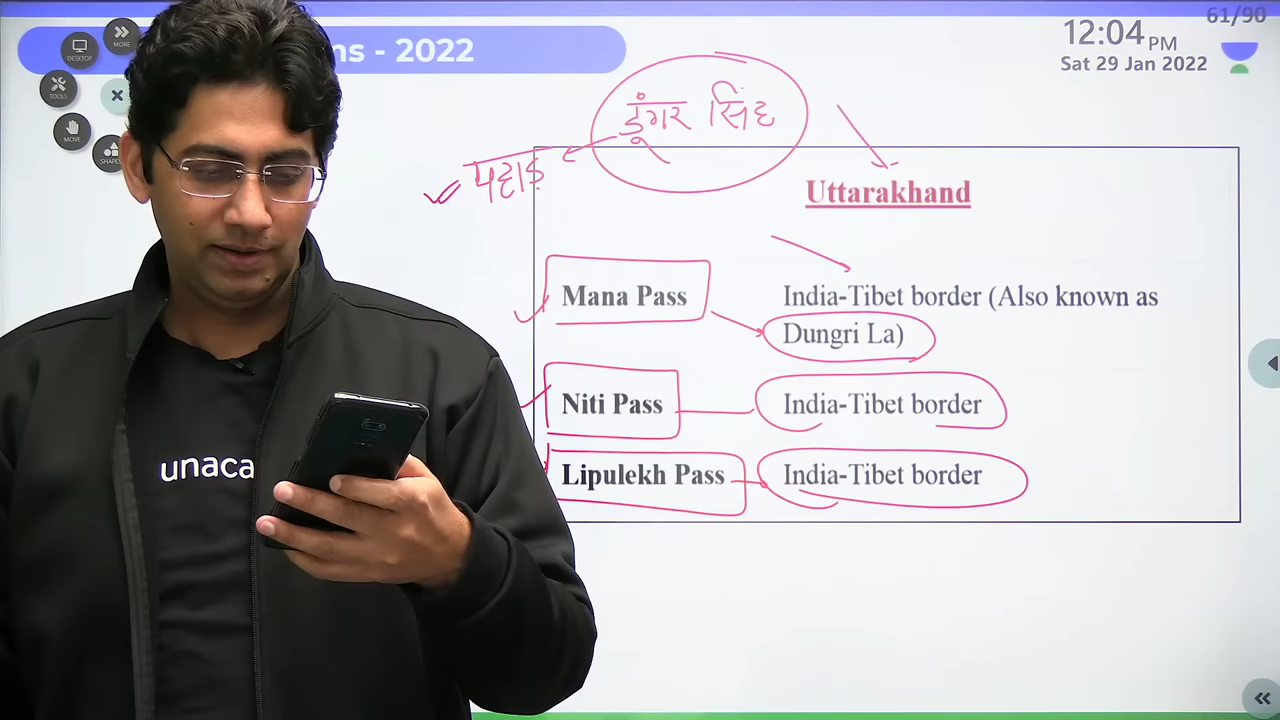 61/90
MORE
DESKTOP
ns - 2022
12:04 PM
Sat 29 Jan 2022
TOOLS
MOVE
SHAPES
डूंगर सिंह
पहाड़
Uttarakhand
Mana Pass India-Tibet border (Also known as
Dungri La)
Niti Pass India-Tibet border
Lipulekh Pass India-Tibet border
unaca